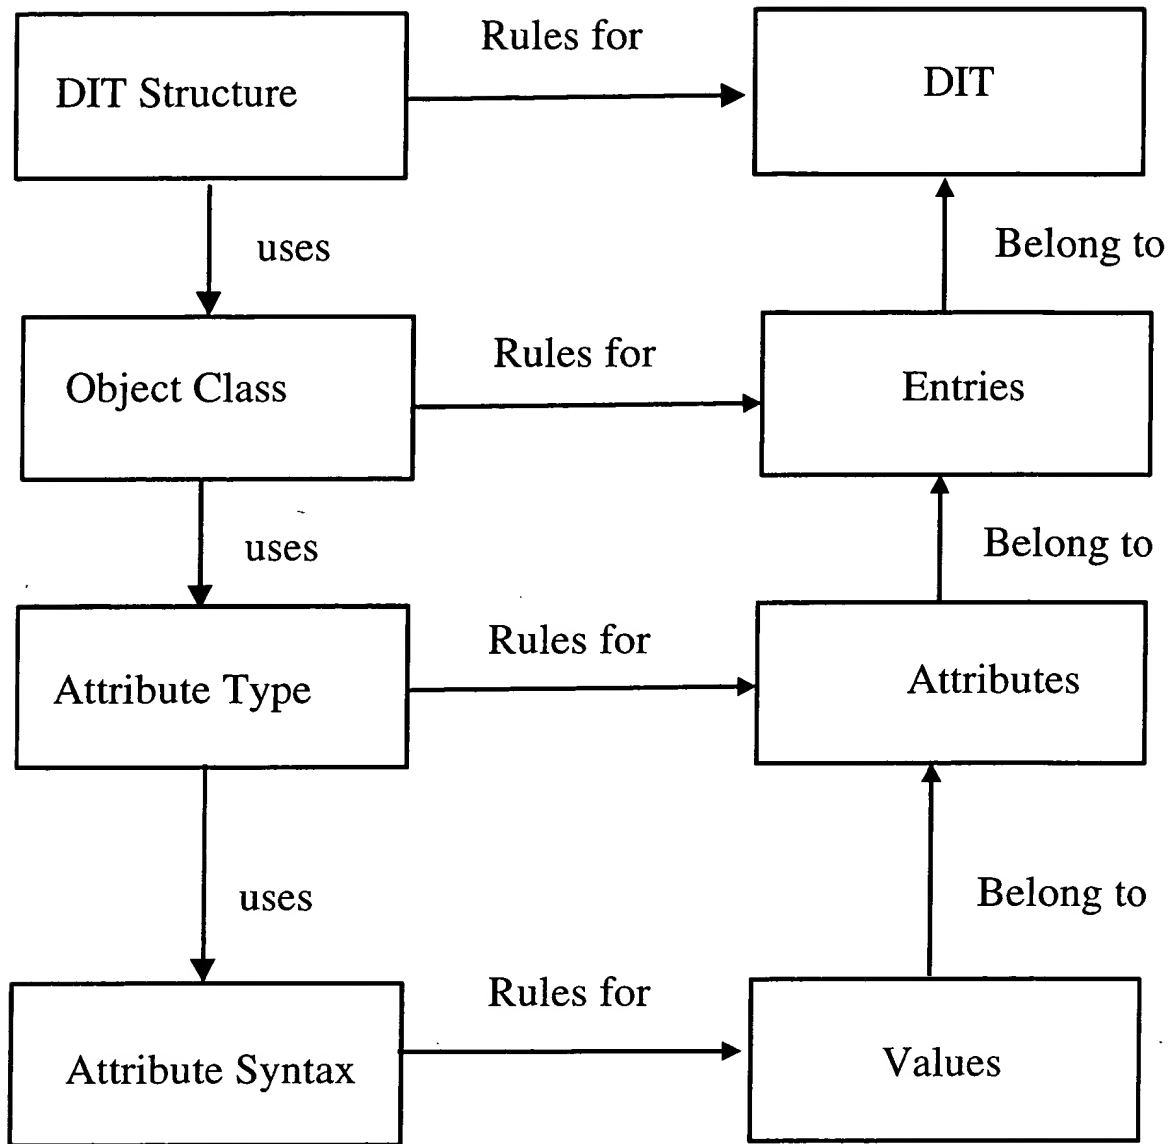 Rules for
DIT Structure
DIT
uses
Belong to
Rules for
Object Class
Entries
uses
Belong to
Rules for
Attribute Type
Attributes
uses
Belong to
Rules for
Attribute Syntax
Values